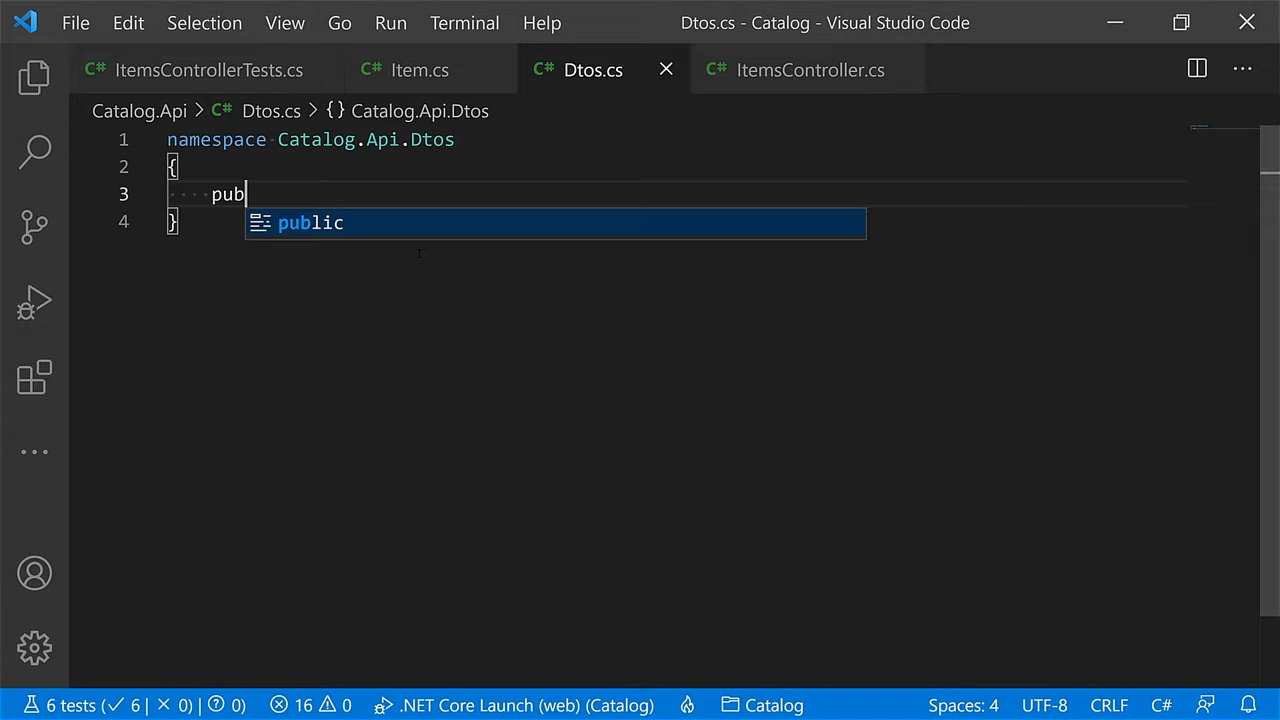 File Edit Selection View Go Run Terminal Help Dtos.cs - Catalog - Visual Studio Code
C# ItemsControllerTests.cs C# Item.cs C# Dtos.cs C# ItemsController.cs
Catalog.Api > C# Dtos.cs > {} Catalog.Api.Dtos
1 namespace Catalog.Api.Dtos
2 {
3 pub
4 }
public
6 tests (✓ 6 | × 0) | ? 0) 16 0 .NET Core Launch (web) (Catalog) Catalog Spaces: 4 UTF-8 CRLF C#